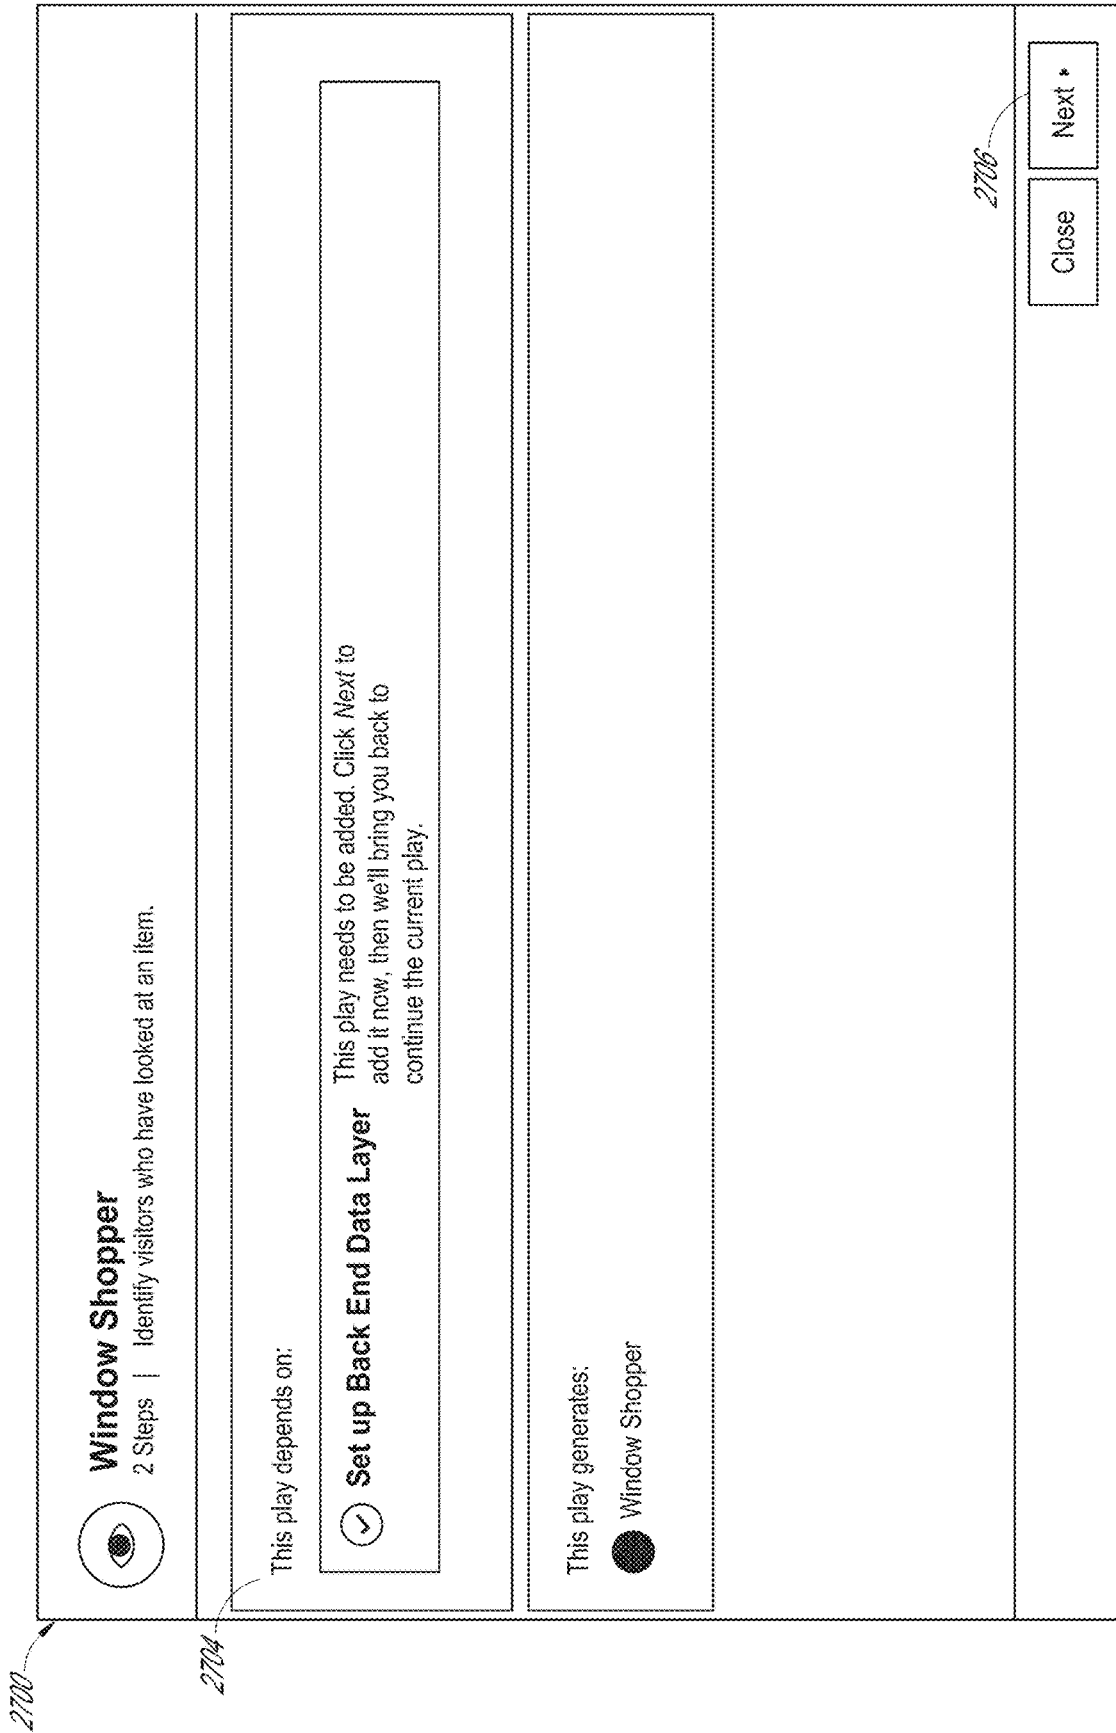 2700
Window Shopper
2 Steps | Identify visitors who have looked at an item.
2704
This play depends on:
Set up Back End Data Layer
This play needs to be added. Click Next to
add it now, then we'll bring you back to
continue the current play.
This play generates:
Window Shopper
2706
Close
Next